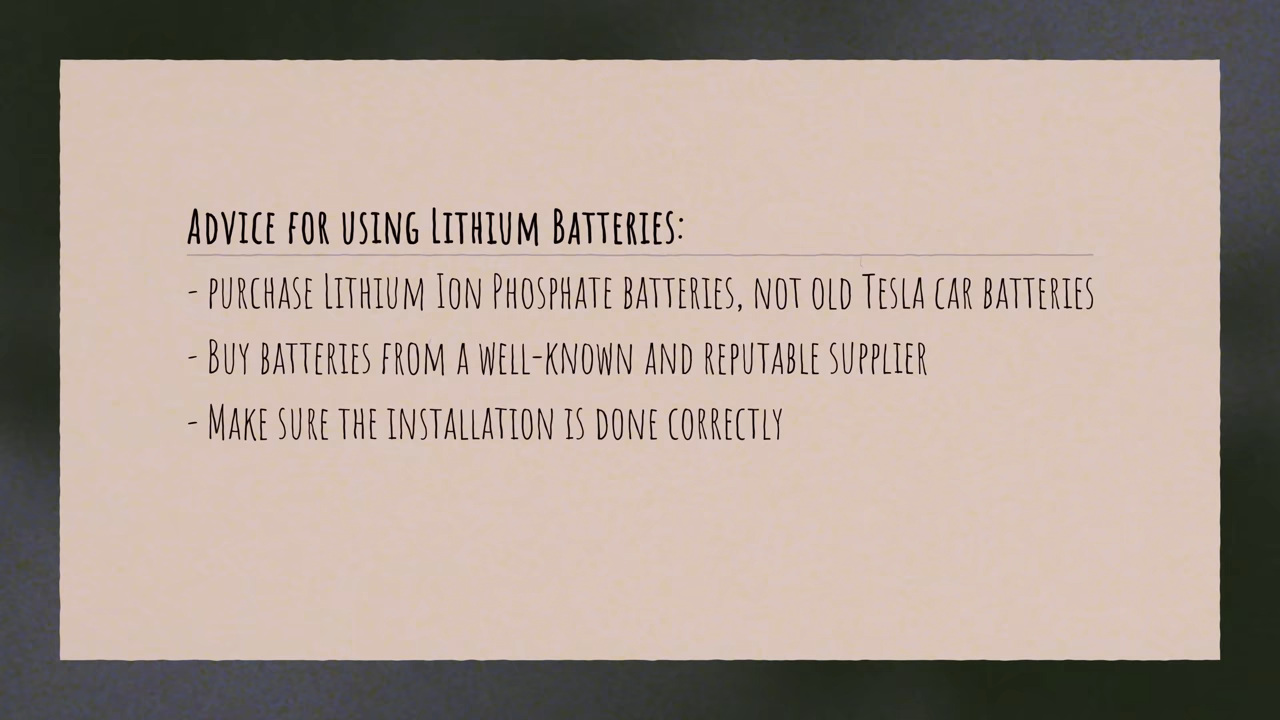 Advice for using Lithium Batteries:
- purchase Lithium Ion Phosphate batteries, not old Tesla car batteries
- Buy batteries from a well-known and reputable supplier
- Make sure the installation is done correctly